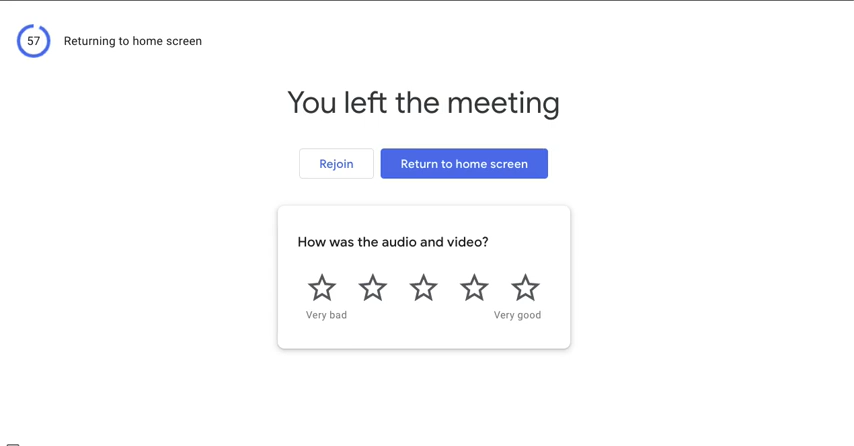 57
Returning to home screen
You left the meeting
Rejoin
Return to home screen
How was the audio and video?
Very bad
Very good